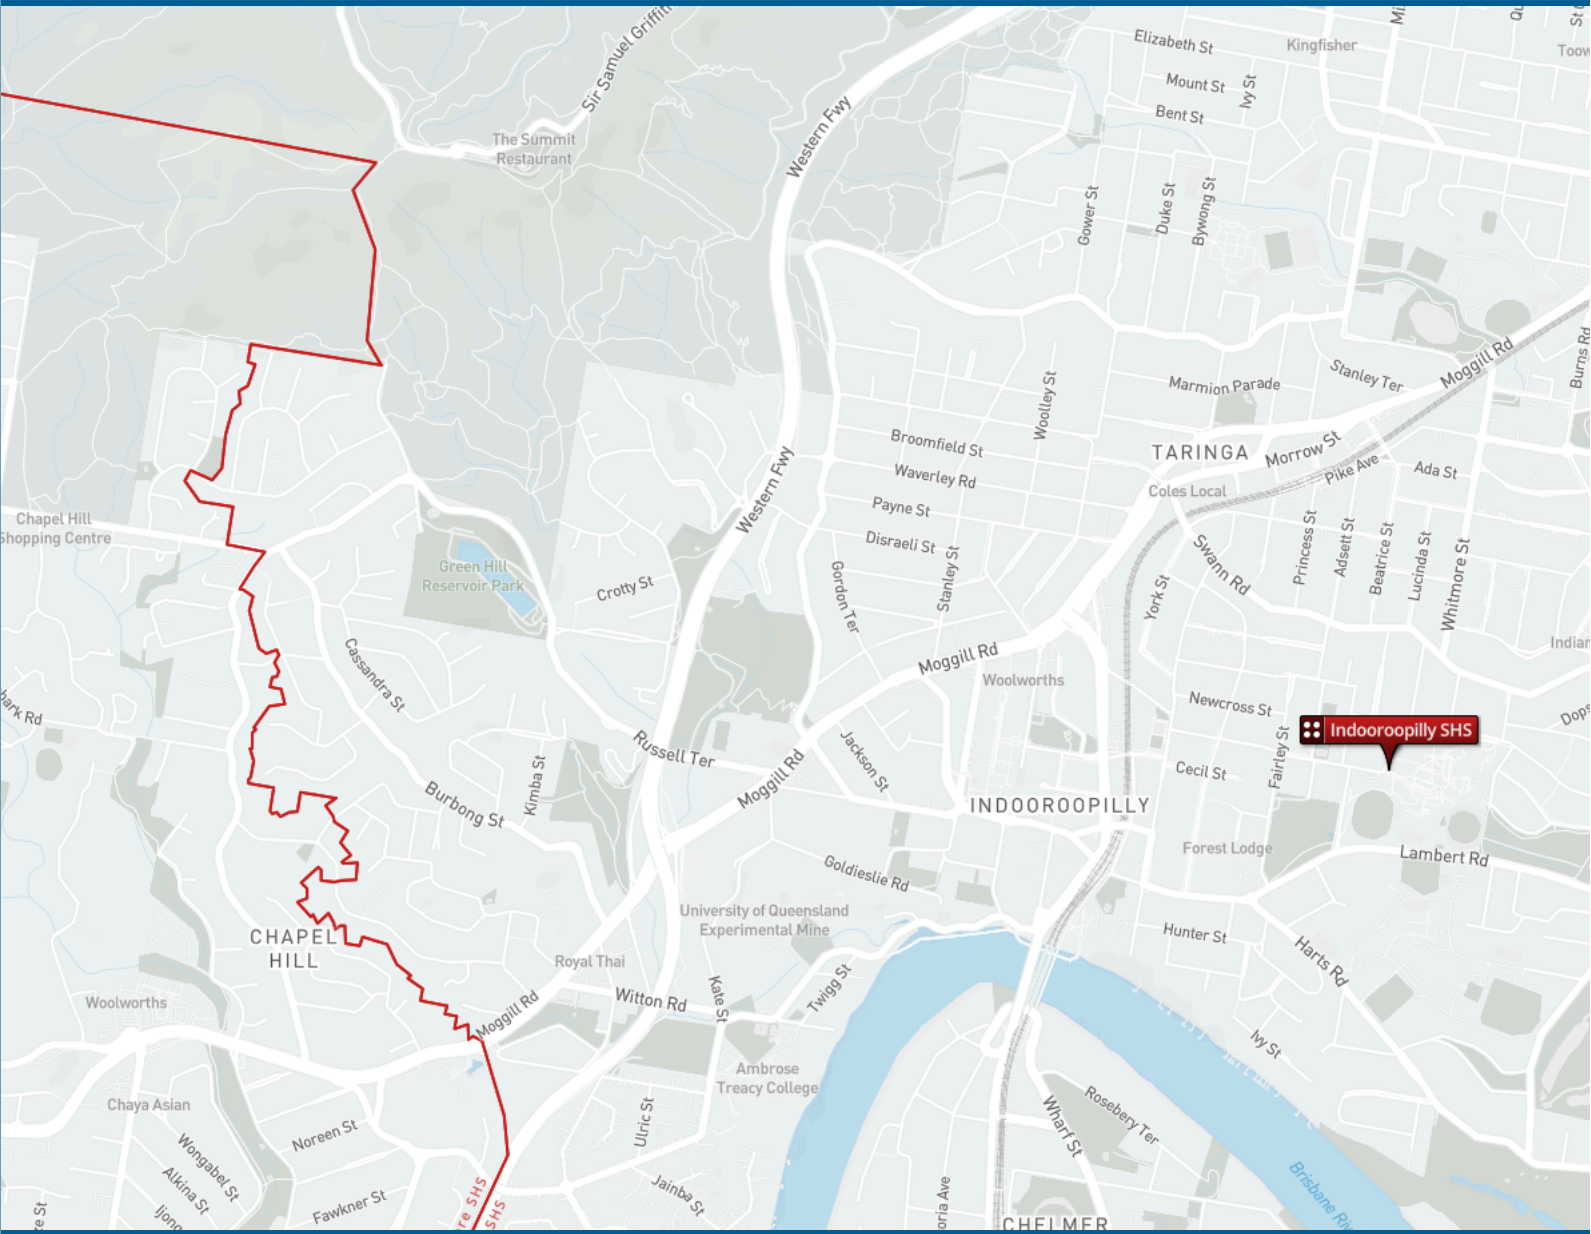 Elizabeth St
Kingfisher
Mount St
Ivy St
Bent St
Sir Samuel Griffith
The Summit
Restaurant
Western Fwy
Gower St
Duke St
Bywong St
Moggill Rd
Burns Rd
Stanley Ter
Marmion Parade
Woolley St
Broomfield St
TARINGA
Morrow St
Pike Ave
Ada St
Waverley Rd
Coles Local
Western Fwy
Payne St
Chapel Hill
Shopping Centre
Disraeli St
Princess St
Adsett St
Beatrice St
Lucinda St
Whitmore St
Swann Rd
Green Hill
Reservoir Park
Crotty St
Gordon Ter
Stanley St
York St
Moggill Rd
Woolworths
Cassandra St
Newcross St
Indooroopilly SHS
Russell Ter
Jackson St
Fairley St
Moggill Rd
Kimba St
Cecil St
Burbong St
INDOOROOPILLY
Forest Lodge
Lambert Rd
Goldieslie Rd
University of Queensland
Experimental Mine
CHAPEL
HILL
Hunter St
Harts Rd
Royal Thai
Woolworths
Moggill Rd
Witton Rd
Kate St
Twigg St
Ivy St
Ambrose
Treacy College
Chaya Asian
Noreen St
Ulric St
Wharf St
Rosebery Ter
Wongabel St
Alkina St
Fawkner St
Jainba St
re SHS
SHS
CHELMER
Brisbane Riv